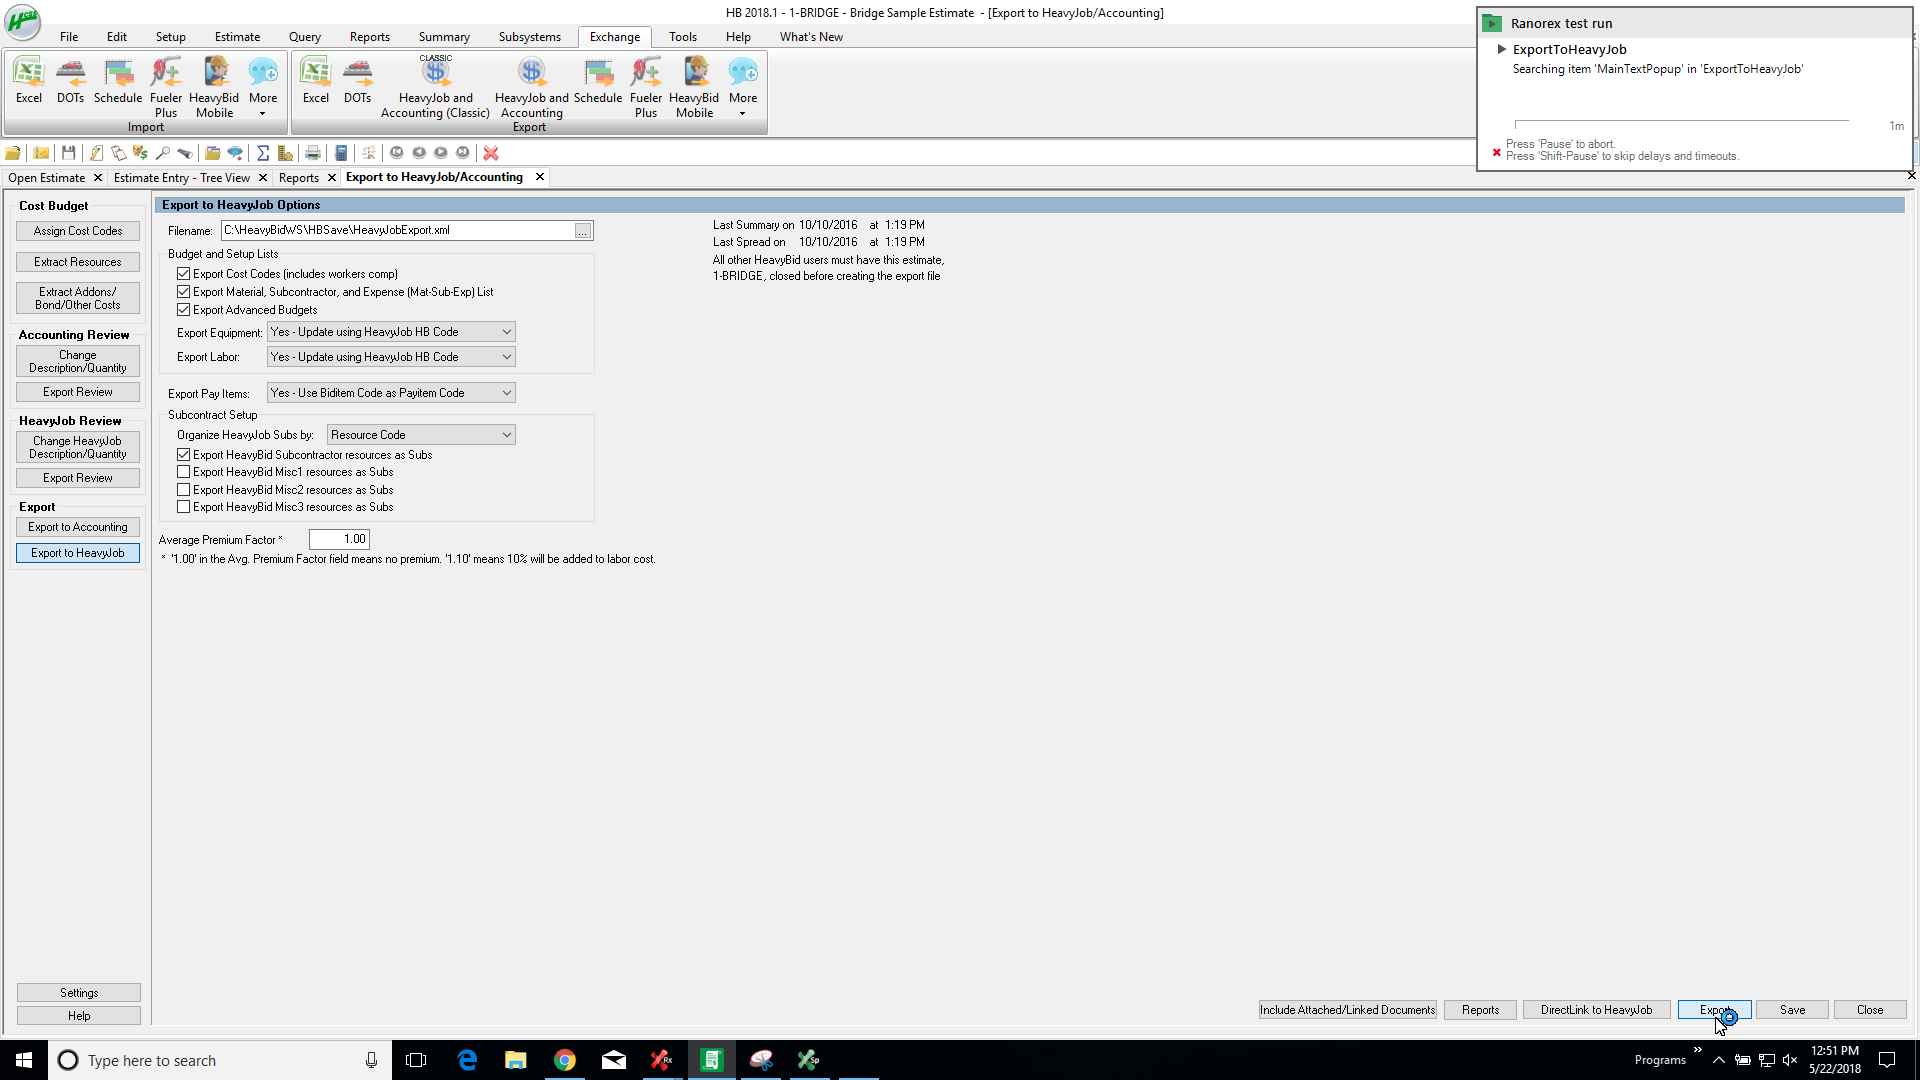 HB 2018.1 - 1-BRIDGE - Bridge Sample Estimate - [Export to HeavyJob/Accounting]
File Edit Setup Estimate Query Reports Summary Subsystems Exchange Tools Help What's New
CLASSIC
Excel DOTs Schedule Fueler Plus HeavyBid Mobile More
Import
Excel DOTs HeavyJob and Accounting (Classic) HeavyJob and Accounting Schedule Fueler Plus HeavyBid Mobile More
Export
Ranorex test run
ExportToHeavyJob
Searching item 'MainTextPopup' in 'ExportToHeavyJob'
1m
Press 'Pause' to abort.
Press 'Shift-Pause' to skip delays and timeouts.
Open Estimate Estimate Entry - Tree View Reports Export to HeavyJob/Accounting
Cost Budget
Assign Cost Codes
Extract Resources
Extract Addons/
Bond/Other Costs
Accounting Review
Change
Description/Quantity
Export Review
HeavyJob Review
Change HeavyJob
Description/Quantity
Export Review
Export
Export to Accounting
Export to HeavyJob
Settings
Help
Export to HeavyJob Options
Filename: C:\HeavyBidWS\HBSave\HeavyJobExport.xml ...
Budget and Setup Lists
Export Cost Codes (includes workers comp)
Export Material, Subcontractor, and Expense (Mat-Sub-Exp) List
Export Advanced Budgets
Export Equipment: Yes - Update using HeavyJob HB Code
Export Labor: Yes - Update using HeavyJob HB Code
Export Pay Items: Yes - Use Biditem Code as Payitem Code
Subcontract Setup
Organize HeavyJob Subs by: Resource Code
Export HeavyBid Subcontractor resources as Subs
Export HeavyBid Misc1 resources as Subs
Export HeavyBid Misc2 resources as Subs
Export HeavyBid Misc3 resources as Subs
Average Premium Factor * 1.00
* '1.00' in the Avg. Premium Factor field means no premium. '1.10' means 10% will be added to labor cost.
Last Summary on 10/10/2016 at 1:19 PM
Last Spread on 10/10/2016 at 1:19 PM
All other HeavyBid users must have this estimate,
1-BRIDGE, closed before creating the export file
Include Attached/Linked Documents Reports DirectLink to HeavyJob Export Save Close
Type here to search
Programs
12:51 PM
5/22/2018